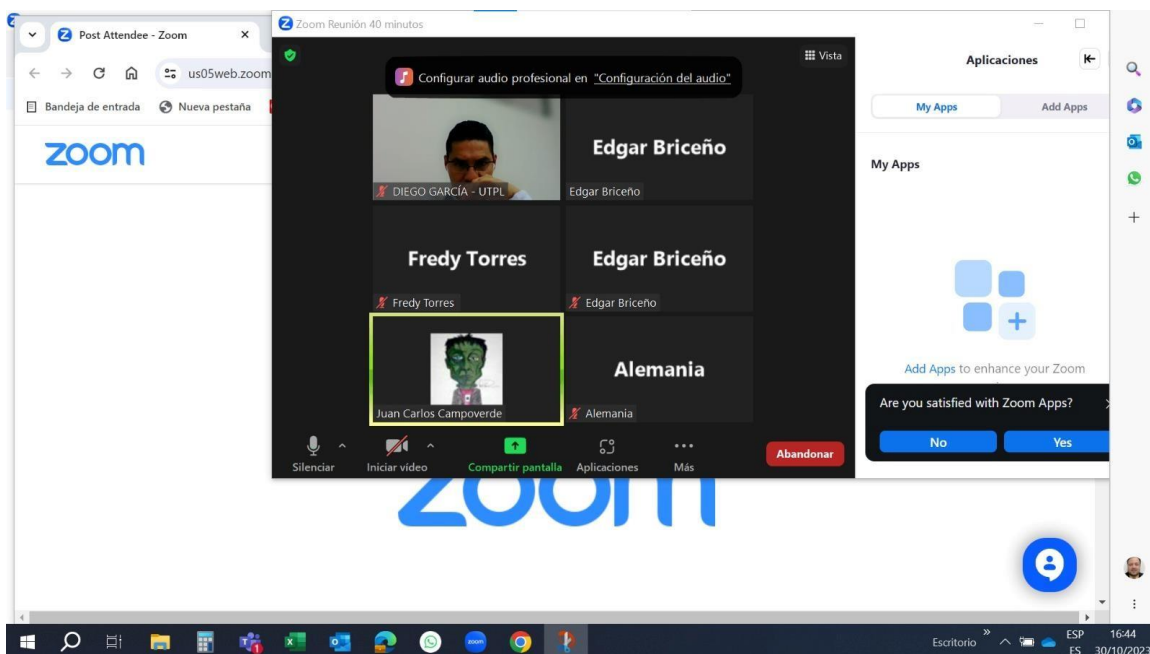 Post Attendee - Zoom
us05web.zoom
Bandeja de entrada
Nueva pestaña
zoom
Zoom Reunión 40 minutos
Vista
Configurar audio profesional en "Configuración del audio"
DIEGO GARCÍA - UTPL
Edgar Briceño
Edgar Briceño
Fredy Torres
Fredy Torres
Edgar Briceño
Edgar Briceño
Juan Carlos Campoverde
Alemania
Alemania
Silenciar
Iniciar vídeo
Compartir pantalla
Aplicaciones
Más
Abandonar
Aplicaciones
My Apps
Add Apps
My Apps
Add Apps to enhance your Zoom
Are you satisfied with Zoom Apps?
No
Yes
zoom
zoom
Escritorio
ESP
ES
16:44
30/10/2023